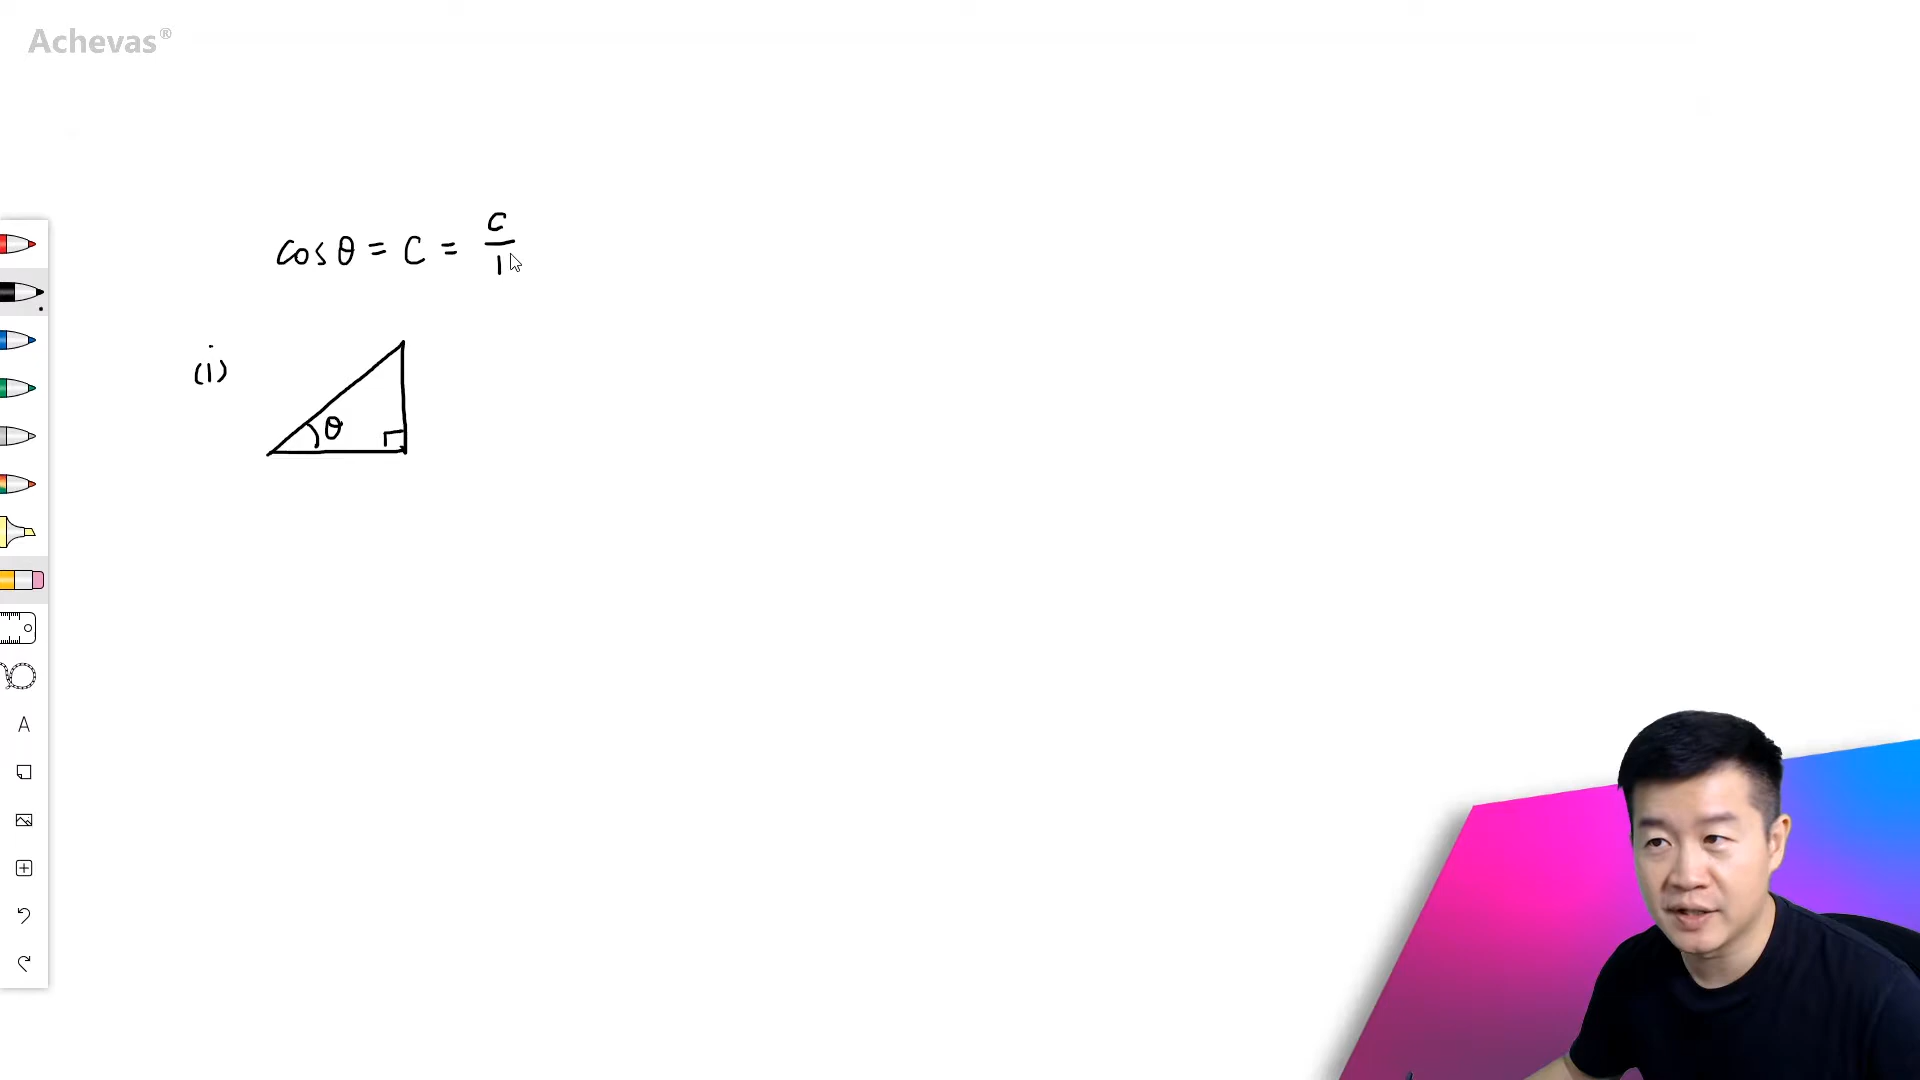 Achevas®
cos θ = C = c/1
(i)
θ
A